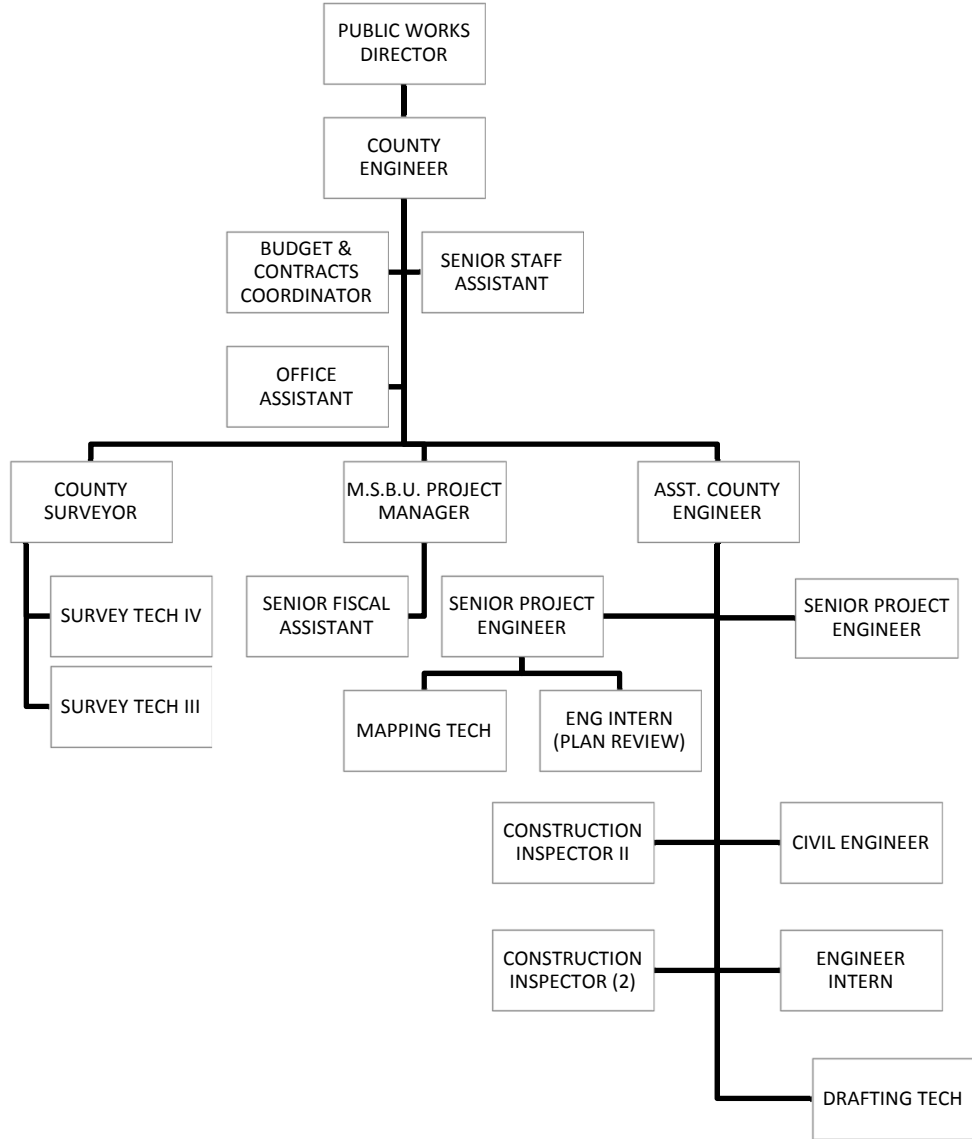 PUBLIC WORKS
DIRECTOR
COUNTY
ENGINEER
BUDGET &
CONTRACTS
COORDINATOR
SENIOR STAFF
ASSISTANT
OFFICE
ASSISTANT
COUNTY
SURVEYOR
M.S.B.U. PROJECT
MANAGER
ASST. COUNTY
ENGINEER
SURVEY TECH IV
SENIOR FISCAL
ASSISTANT
SENIOR PROJECT
ENGINEER
SENIOR PROJECT
ENGINEER
SURVEY TECH III
MAPPING TECH
ENG INTERN
(PLAN REVIEW)
CONSTRUCTION
INSPECTOR II
CIVIL ENGINEER
CONSTRUCTION
INSPECTOR (2)
ENGINEER
INTERN
DRAFTING TECH